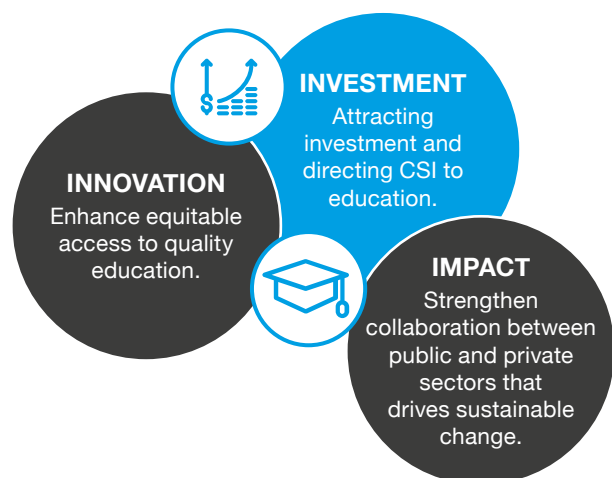 INNOVATION
Enhance equitable
access to quality
education.
INVESTMENT
Attracting
investment and
directing CSI to
education.
IMPACT
Strengthen
collaboration between
public and private
sectors that
drives sustainable
change.